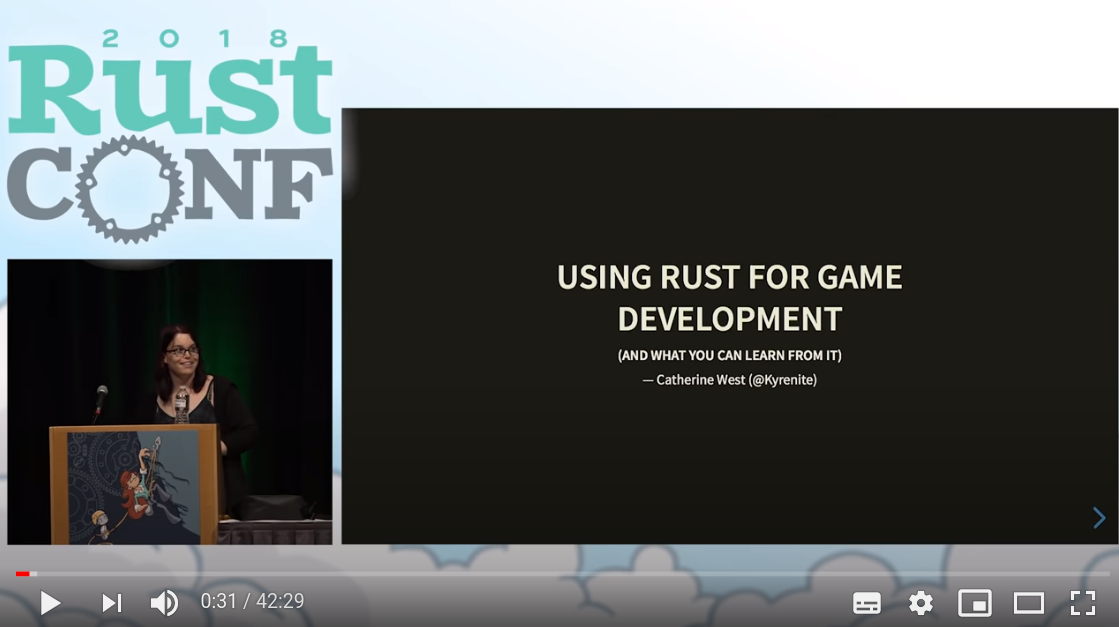 2018
Rust
CONF
USING RUST FOR GAME
DEVELOPMENT
(AND WHAT YOU CAN LEARN FROM IT)
— Catherine West (@Kyrenite)
0:31 / 42:29